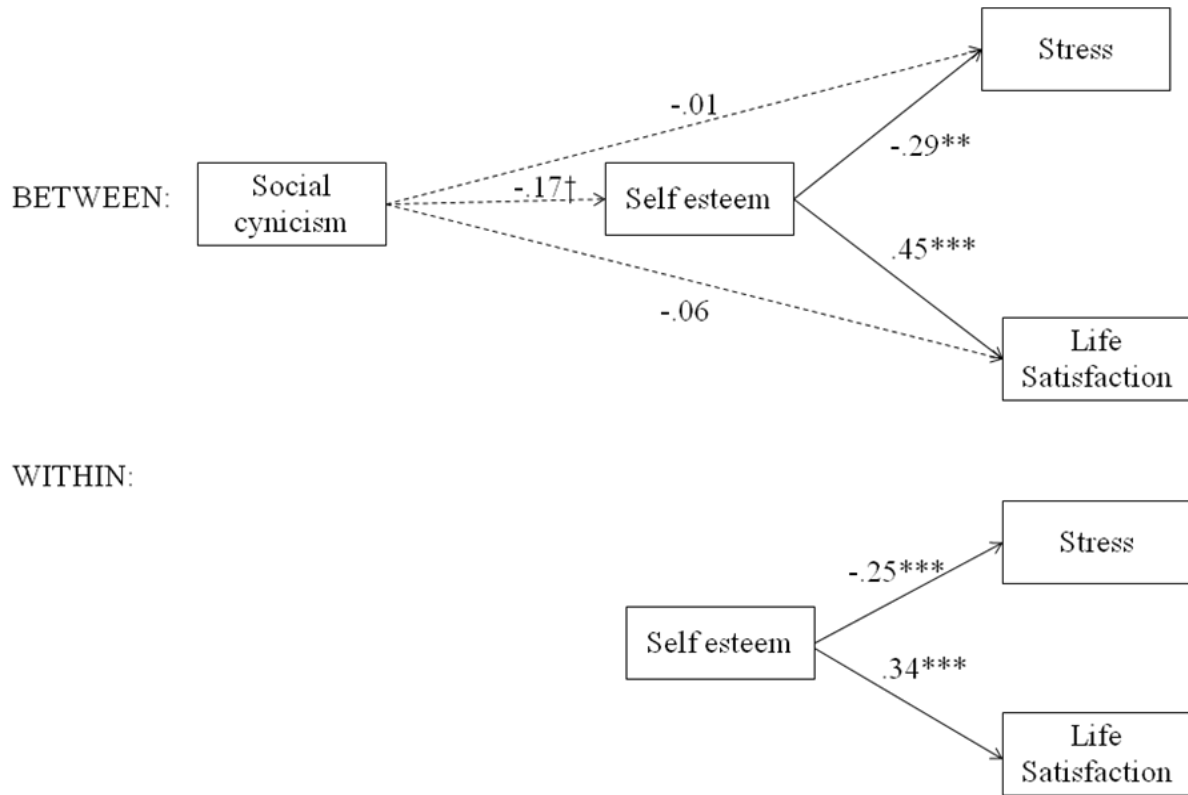 Stress
-.01
-.29**
BETWEEN:
Social
cynicism
-.17†
Self esteem
.45***
-.06
Life
Satisfaction
WITHIN:
Stress
-.25***
Self esteem
.34***
Life
Satisfaction